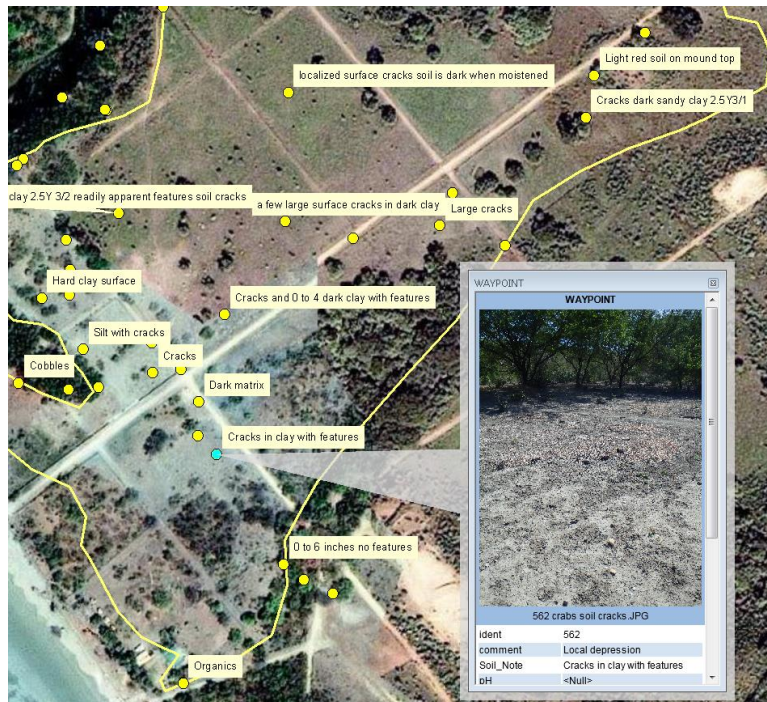 Light red soil on mound top
localized surface cracks soil is dark when moistened
Cracks dark sandy clay 2.5Y3/1
clay 2.5Y 3/2 readily apparent features soil cracks
a few large surface cracks in dark clay
Large cracks
Hard clay surface
Cracks and 0 to 4 dark clay with features
Silt with cracks
Cracks
Cobbles
Dark matrix
Cracks in clay with features
0 to 6 inches no features
Organics
WAYPOINT
WAYPOINT
562 crabs soil cracks.JPG
ident 562
comment Local depression
Soil_Note Cracks in clay with features
pH <Null>